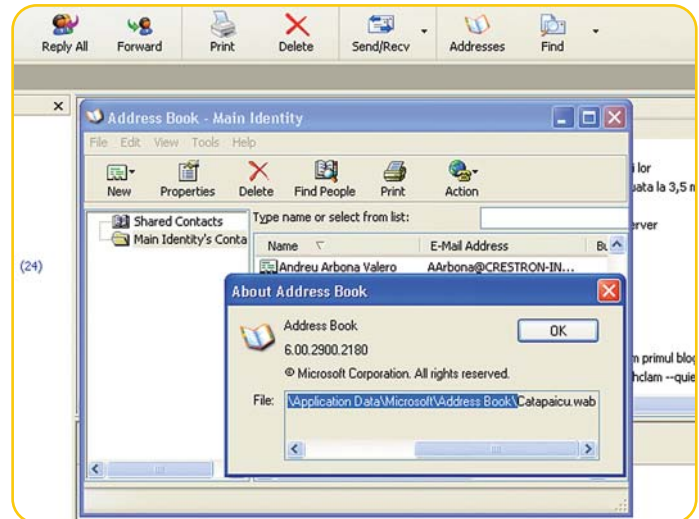 Reply All Forward Print Delete Send/Recv Addresses Find
Address Book - Main Identity
File Edit View Tools Help
New Properties Delete Find People Print Action
Shared Contacts
Main Identity's Conta
Type name or select from list:
Name E-Mail Address Bu
Andreu Arbona Valero AArbona@CRESTRON-IN...
(24)
i lor
uata la 3,5 m
erver
About Address Book
Address Book
6.00.2900.2180
© Microsoft Corporation. All rights reserved.
OK
File: \Application Data\Microsoft\Address Book\Catapaicu.wab
m primul blog
hclam --quie